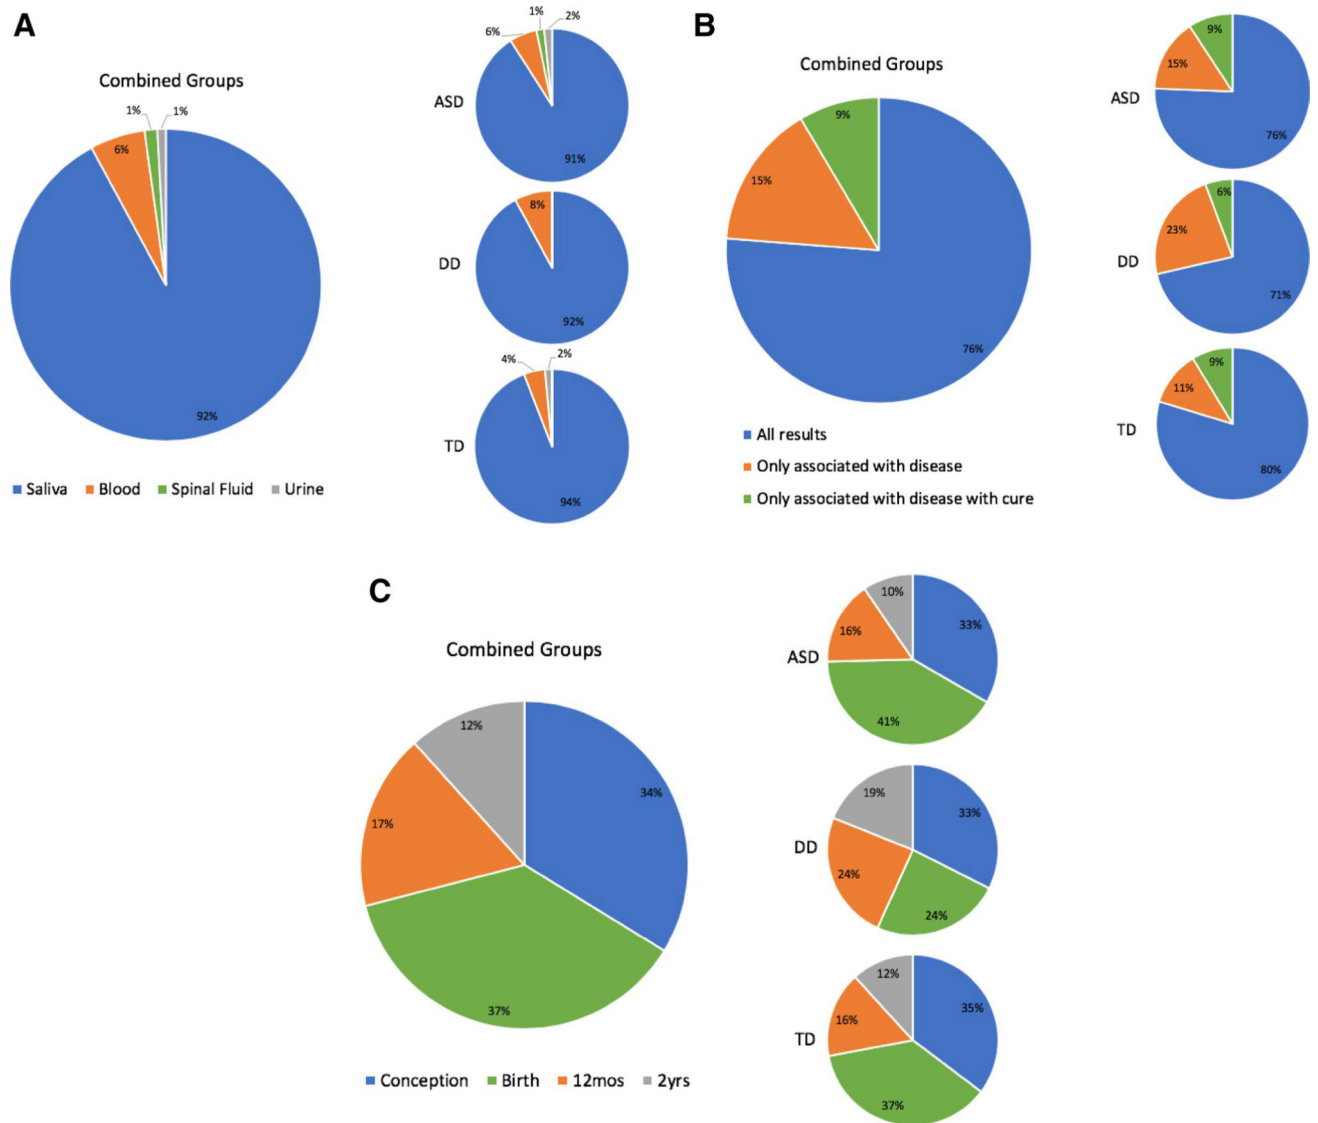 A
Combined Groups
1%
1%
6%
92%
Saliva Blood Spinal Fluid Urine
ASD
6%
1%
2%
91%
DD
8%
92%
TD
4%
2%
94%
B
Combined Groups
9%
15%
76%
All results
Only associated with disease
Only associated with disease with cure
ASD
9%
15%
76%
DD
6%
23%
71%
TD
9%
11%
80%
C
Combined Groups
12%
34%
17%
37%
Conception Birth 12mos 2yrs
ASD
10%
33%
16%
41%
DD
19%
33%
24%
24%
TD
12%
35%
16%
37%